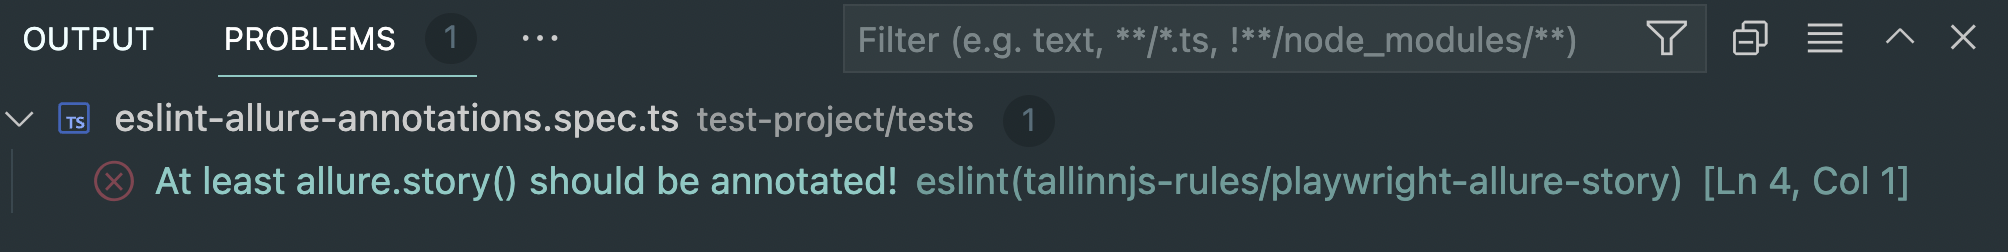 OUTPUT PROBLEMS 1 ... Filter (e.g. text, **/*.ts, !**/node_modules/**)
TS eslint-allure-annotations.spec.ts test-project/tests 1
At least allure.story() should be annotated! eslint(tallinnjs-rules/playwright-allure-story) [Ln 4, Col 1]